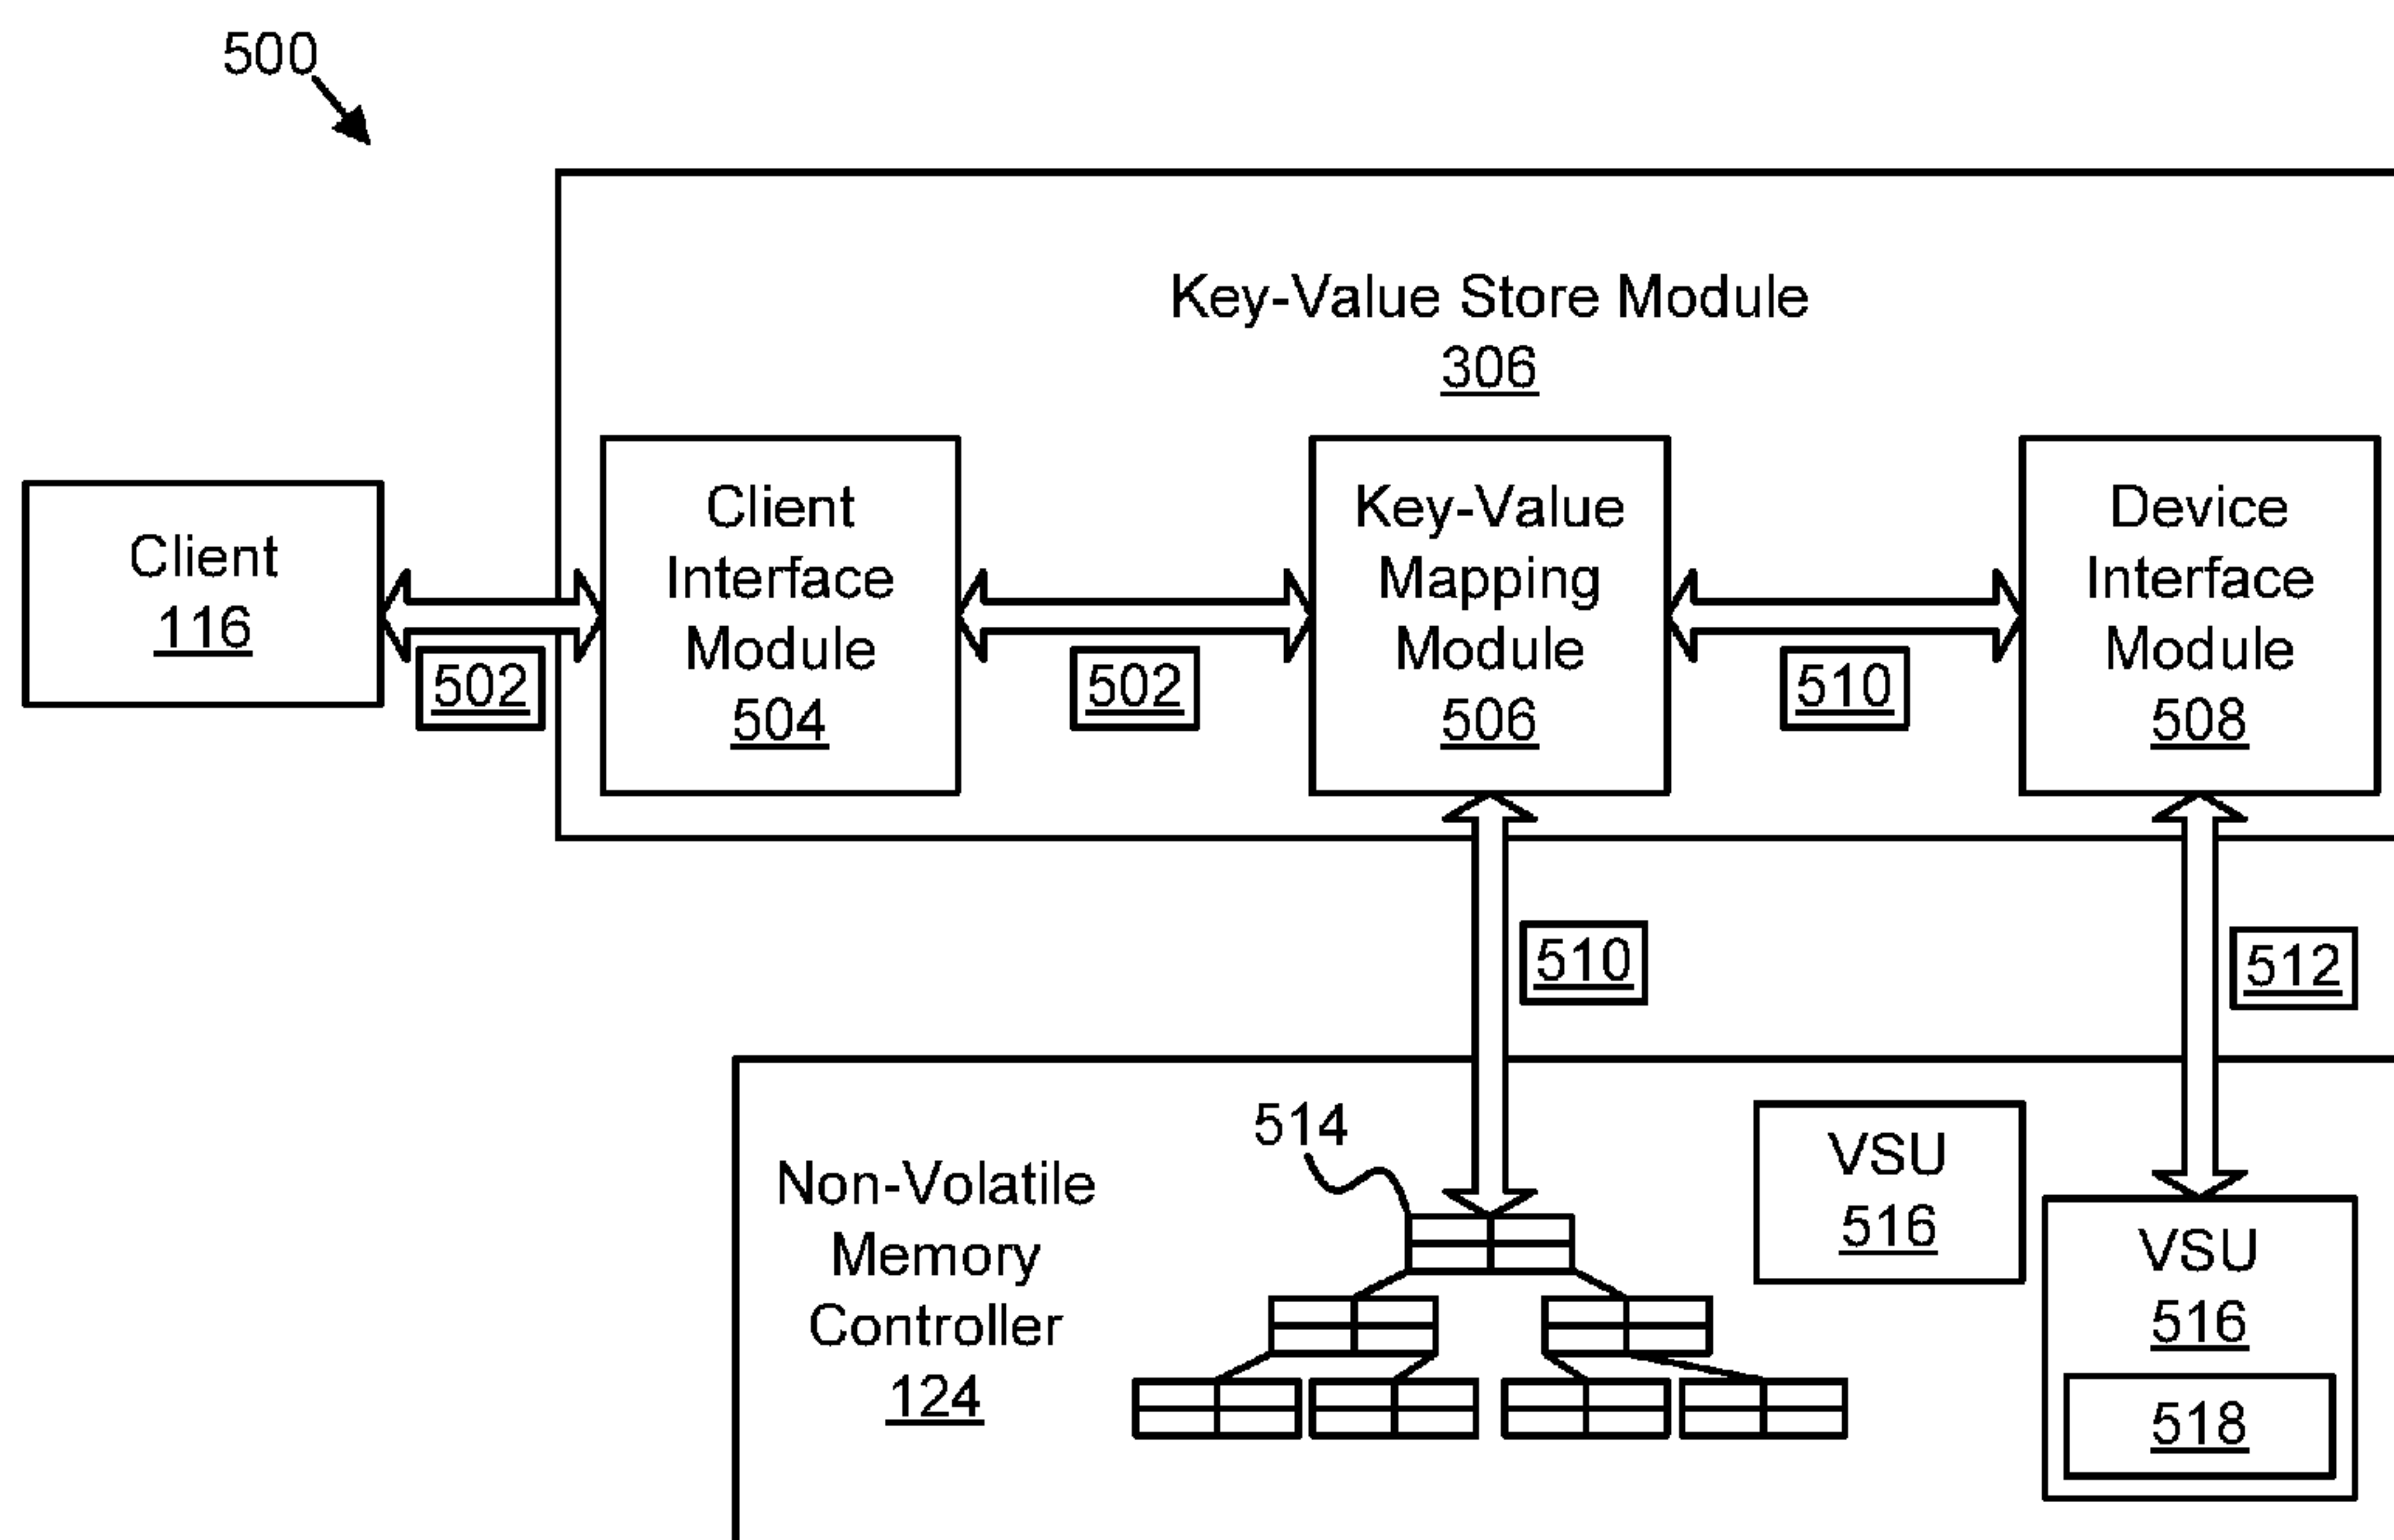 500
Key-Value Store Module
306
Client
116
502
Client
Interface
Module
504
502
Key-Value
Mapping
Module
506
510
Device
Interface
Module
508
510
512
Non-Volatile
Memory
Controller
124
514
VSU
516
VSU
516
518